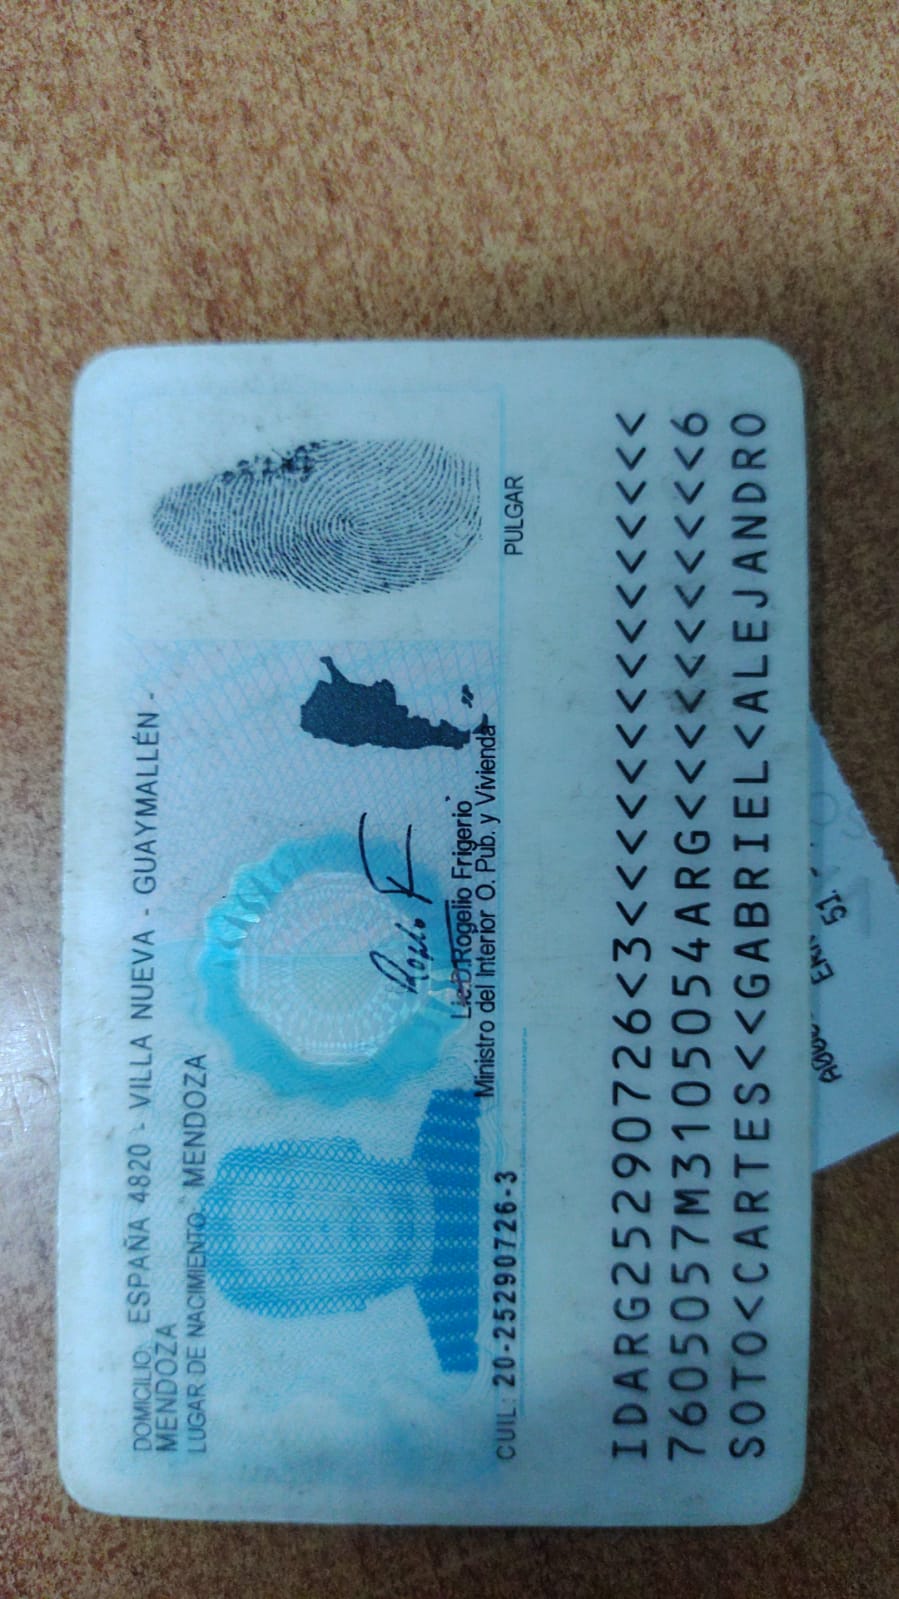 DOMICILIO: ESPAÑA 4820 - VILLA NUEVA - GUAYMALLÉN -
MENDOZA
LUGAR DE NACIMIENTO: MENDOZA
PULGAR
Lic.D.Rogelio Frigerio
Ministro del Interior O. Pub. y Vivienda
CUIL: 20-25290726-3
IDARG25290726<3<<<<<<<<<<<<<<<
7605057M3105054ARG<<<<<<<<<<<6
SOTO<CARTES<<GABRIEL<ALEJANDRO
51